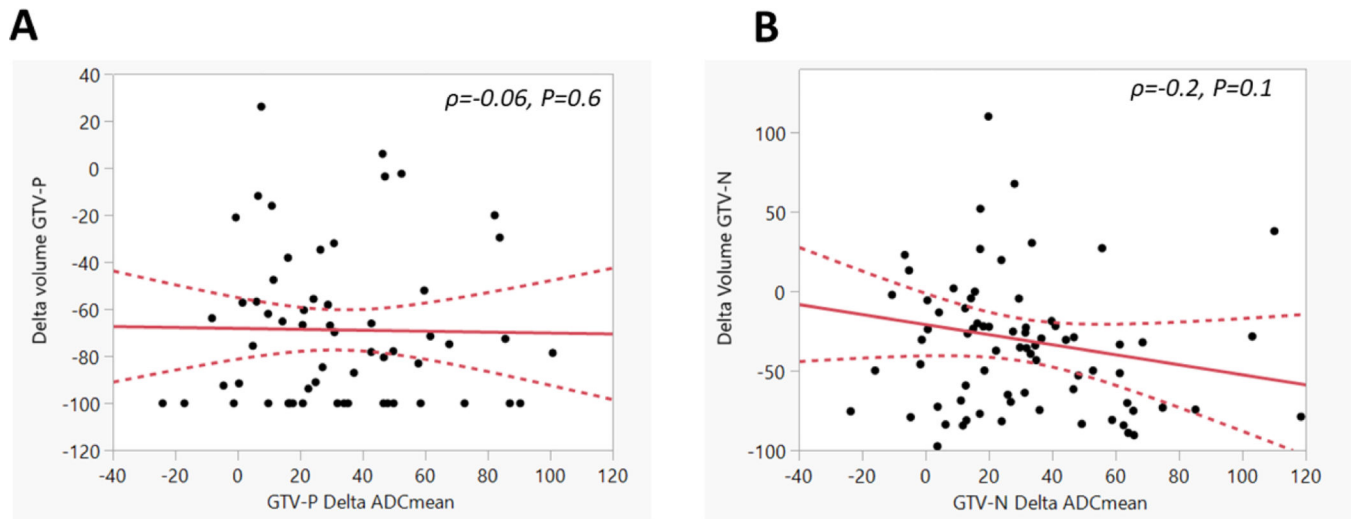 A
B
ρ=-0.06, P=0.6
40
20
0
-20
-40
-60
-80
-100
-120
Delta volume GTV-P
-40 -20 0 20 40 60 80 100 120
GTV-P Delta ADCmean
ρ=-0.2, P=0.1
100
50
0
-50
-100
Delta Volume GTV-N
-40 -20 0 20 40 60 80 100 120
GTV-N Delta ADCmean